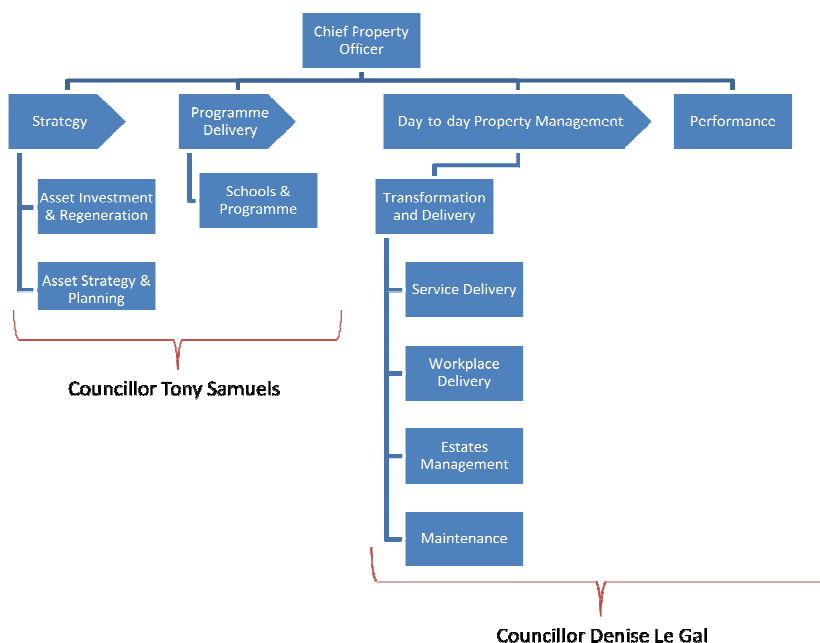 Chief Property
Officer
Strategy
Programme
Delivery
Day-to-day Property Management
Performance
Asset Investment
& Regeneration
Schools &
Programme
Transformation
and Delivery
Asset Strategy &
Planning
Service Delivery
Workplace
Delivery
Councillor Tony Samuels
Estates
Management
Maintenance
Councillor Denise Le Gal